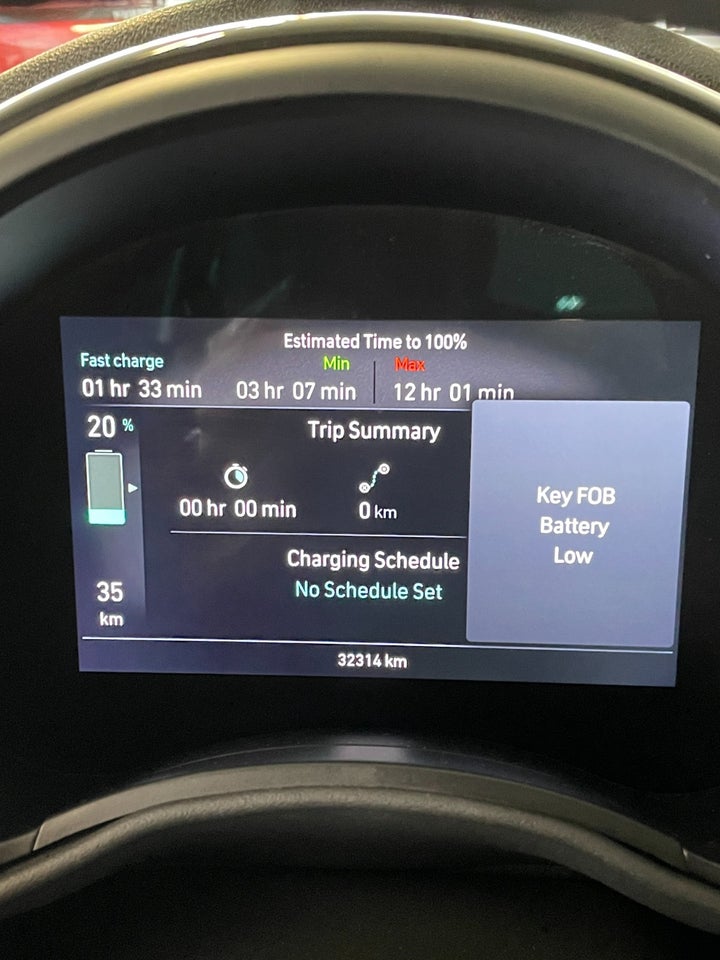 Estimated Time to 100%
Fast charge Min Max
01 hr 33 min 03 hr 07 min 12 hr 01 min
20 %
Trip Summary
00 hr 00 min 0 km
Charging Schedule
No Schedule Set
35
km
Key FOB
Battery
Low
32314 km